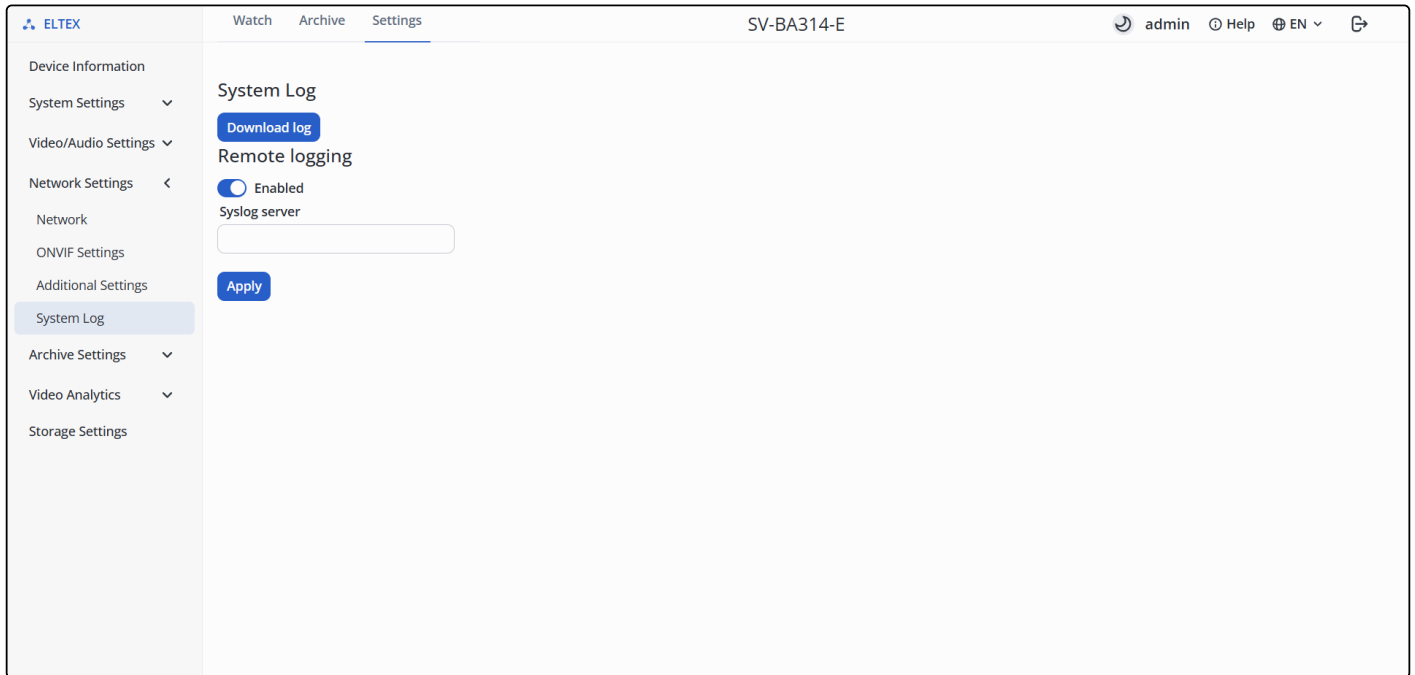 ELTEX
Watch Archive Settings
SV-BA314-E
admin Help EN
Device Information
System Settings
Video/Audio Settings
Network Settings
Network
ONVIF Settings
Additional Settings
System Log
Archive Settings
Video Analytics
Storage Settings
System Log
Download log
Remote logging
Enabled
Syslog server
Apply